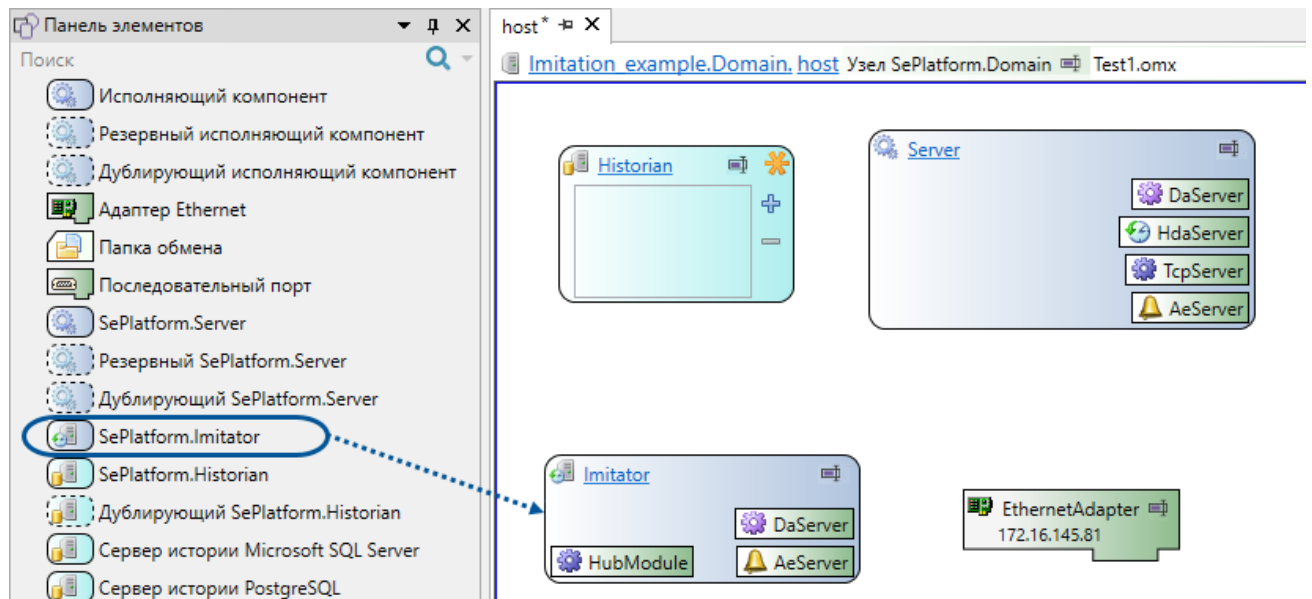 Панель элементов
Поиск
Исполняющий компонент
Резервный исполняющий компонент
Дублирующий исполняющий компонент
Адаптер Ethernet
Папка обмена
Последовательный порт
SePlatform.Server
Резервный SePlatform.Server
Дублирующий SePlatform.Server
SePlatform.Imitator
SePlatform.Historian
Дублирующий SePlatform.Historian
Сервер истории Microsoft SQL Server
Сервер истории PostgreSQL
host*
Imitation_example.Domain. host Узел SePlatform.Domain Test1.omx
Historian
Server
DaServer
HdaServer
TcpServer
AeServer
Imitator
DaServer
HubModule AeServer
EthernetAdapter
172.16.145.81